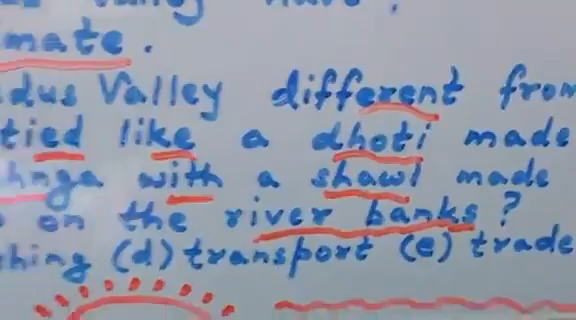 Valley have.
mate.
dus Valley different from
tied like a dhoti made
hnga with a shawl made
on the river banks?
hing (d) transport (e) trade